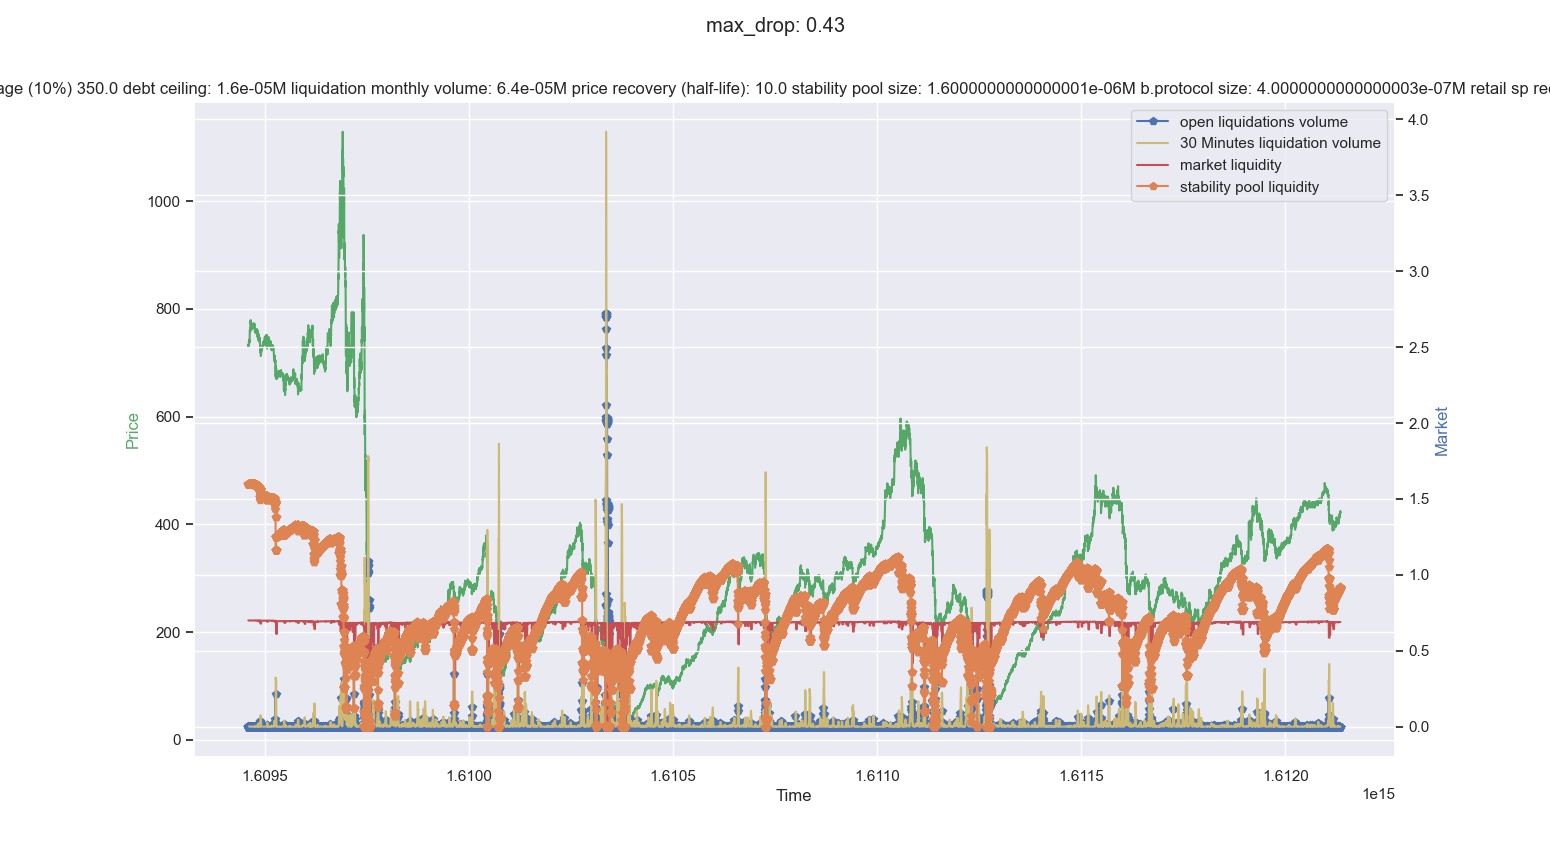 max_drop: 0.43
age (10%) 350.0 debt ceiling: 1.6e-05M liquidation monthly volume: 6.4e-05M price recovery (half-life): 10.0 stability pool size: 1.6000000000000001e-06M b.protocol size: 4.0000000000000003e-07M retail sp re
open liquidations volume
30 Minutes liquidation volume
market liquidity
stability pool liquidity
1000
800
600
400
200
0
Price
4.0
3.5
3.0
2.5
2.0
1.5
1.0
0.5
0.0
Market
1.6095
1.6100
1.6105
1.6110
1.6115
1.6120
Time
1e15